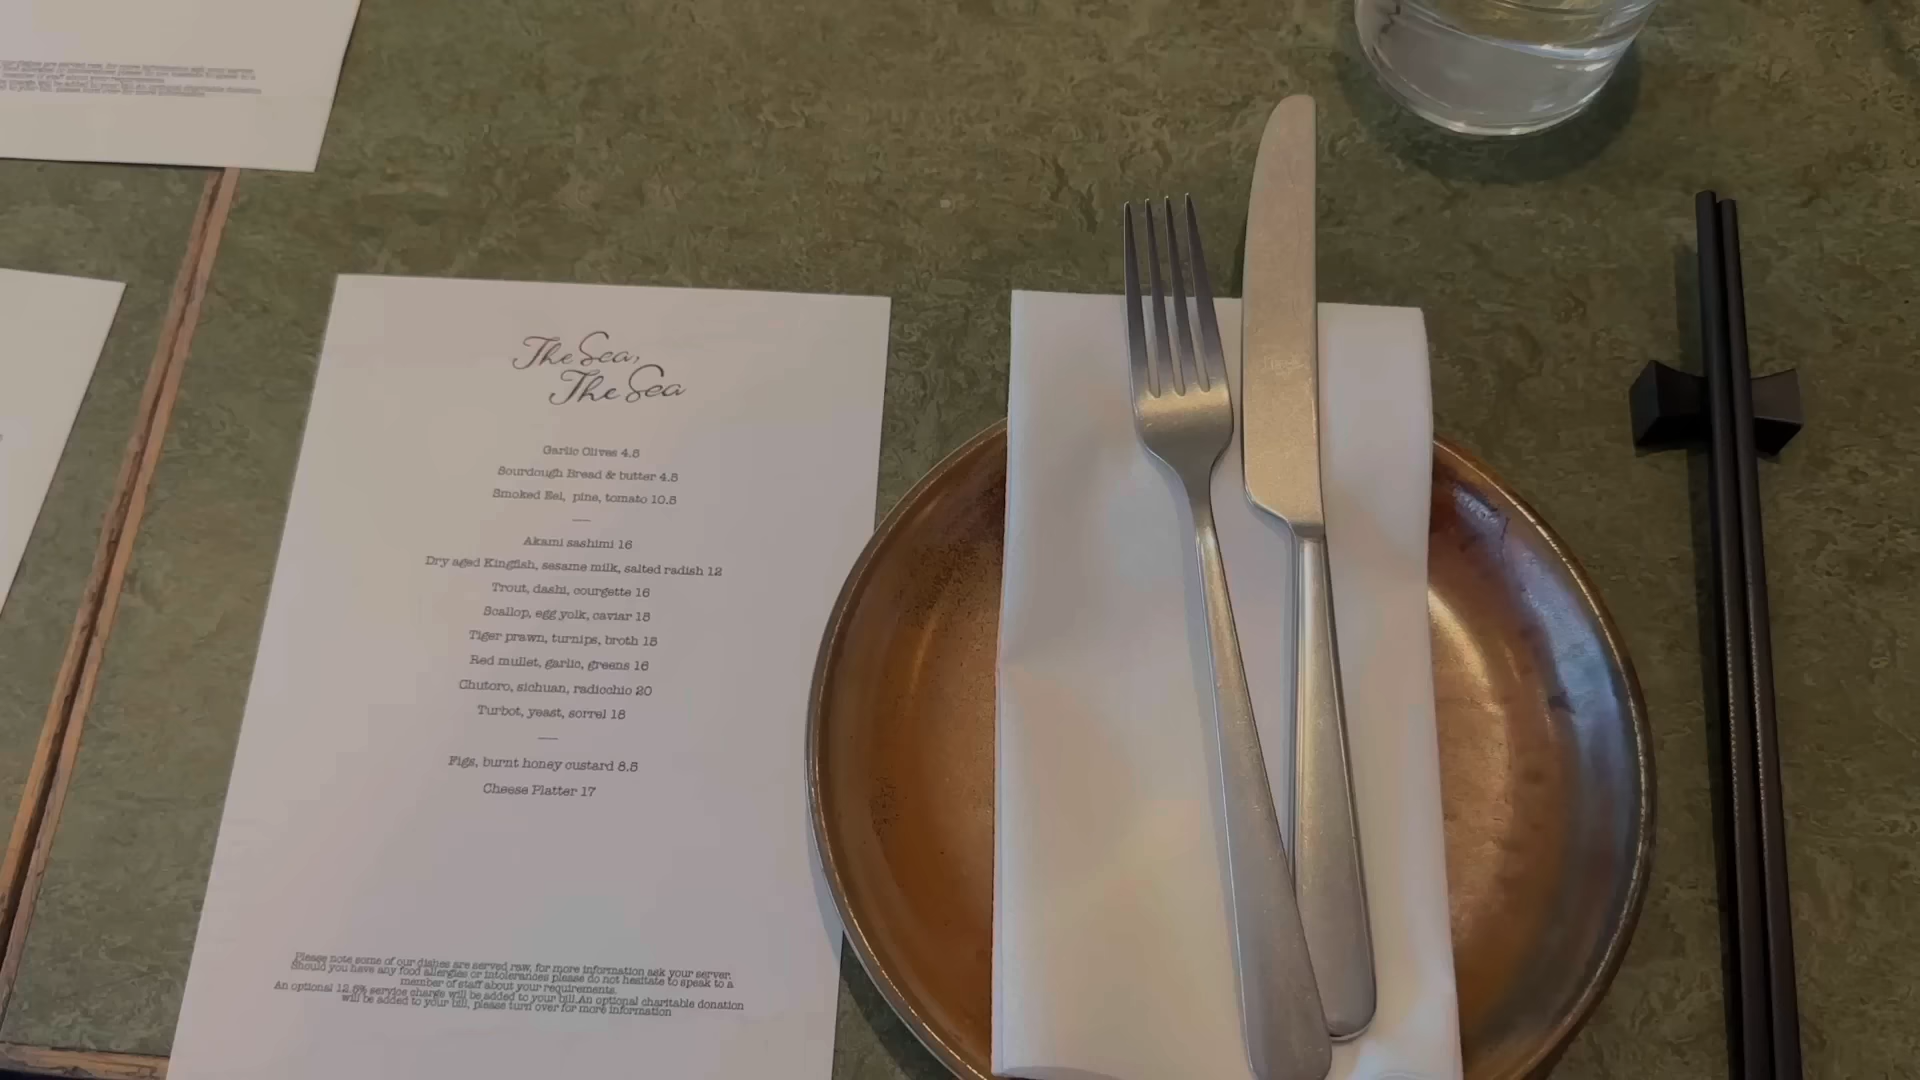 The Sea,
The Sea
Garlic Olives 4.5
Sourdough Bread & butter 4.5
Smoked Eel, pine, tomato 10.5
Akami sashimi 16
Dry aged Kingfish, sesame milk, salted radish 12
Trout, dashi, courgette 16
Scallop, egg yolk, caviar 18
Tiger prawn, turnips, broth 18
Red mullet, garlic, greens 16
Chutoro, sichuan, radicchio 20
Turbot, yeast, sorrel 18
Figs, burnt honey custard 8.5
Cheese Platter 17
Please note some of our dishes are served raw, for more information ask your server.
Should you have any food allergies or intolerances please do not hesitate to speak to a
member of staff about your requirements.
An optional 12.5% service charge will be added to your bill.An optional charitable donation
will be added to your bill, please turn over for more information